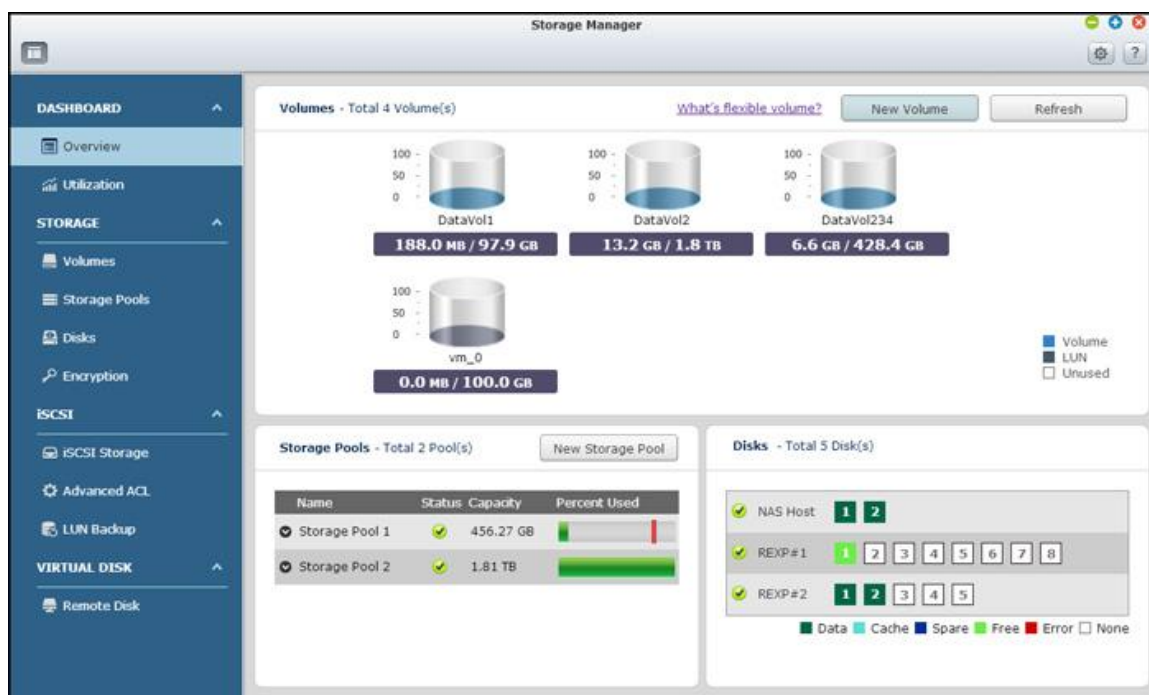 Storage Manager
?
DASHBOARD
Overview
Utilization
STORAGE
Volumes
Storage Pools
Disks
Encryption
iSCSI
iSCSI Storage
Advanced ACL
LUN Backup
VIRTUAL DISK
Remote Disk
Volumes - Total 4 Volume(s) What's flexible volume? New Volume Refresh
100 100 100
50 50 50
0 0 0
DataVol1 DataVol2 DataVol234
188.0 MB / 97.9 GB 13.2 GB / 1.8 TB 6.6 GB / 428.4 GB
100
50
0
vm_0
0.0 MB / 100.0 GB
Volume
LUN
Unused
Storage Pools - Total 2 Pool(s) New Storage Pool
Name Status Capacity Percent Used
Storage Pool 1 456.27 GB
Storage Pool 2 1.81 TB
Disks - Total 5 Disk(s)
NAS Host 1 2
REXP#1 1 2 3 4 5 6 7 8
REXP#2 1 2 3 4 5
Data Cache Spare Free Error None